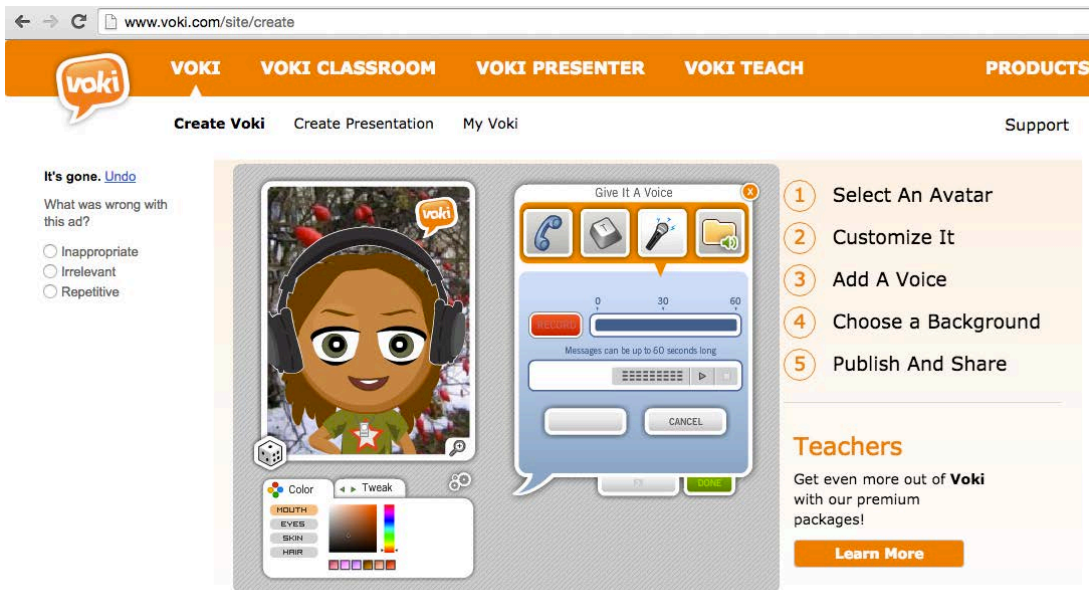 www.voki.com/site/create
voki
VOKI VOKI CLASSROOM VOKI PRESENTER VOKI TEACH PRODUCTS
Create Voki Create Presentation My Voki Support
It's gone. Undo
What was wrong with
this ad?
Inappropriate
Irrelevant
Repetitive
voki
Color Tweak
MOUTH
EYES
SKIN
HAIR
Give It A Voice
T
0 30 60
RECORD
Messages can be up to 60 seconds long
CANCEL
FX DONE
1 Select An Avatar
2 Customize It
3 Add A Voice
4 Choose a Background
5 Publish And Share
Teachers
Get even more out of Voki
with our premium
packages!
Learn More